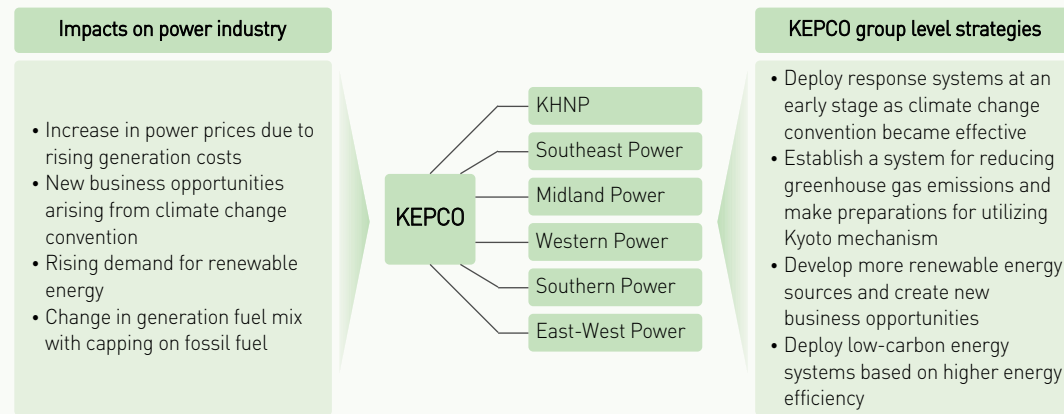 Impacts on power industry
• Increase in power prices due to
rising generation costs
• New business opportunities
arising from climate change
convention
• Rising demand for renewable
energy
• Change in generation fuel mix
with capping on fossil fuel
KEPCO
KHNP
Southeast Power
Midland Power
Western Power
Southern Power
East-West Power
KEPCO group level strategies
• Deploy response systems at an
early stage as climate change
convention became effective
• Establish a system for reducing
greenhouse gas emissions and
make preparations for utilizing
Kyoto mechanism
• Develop more renewable energy
sources and create new
business opportunities
• Deploy low-carbon energy
systems based on higher energy
efficiency